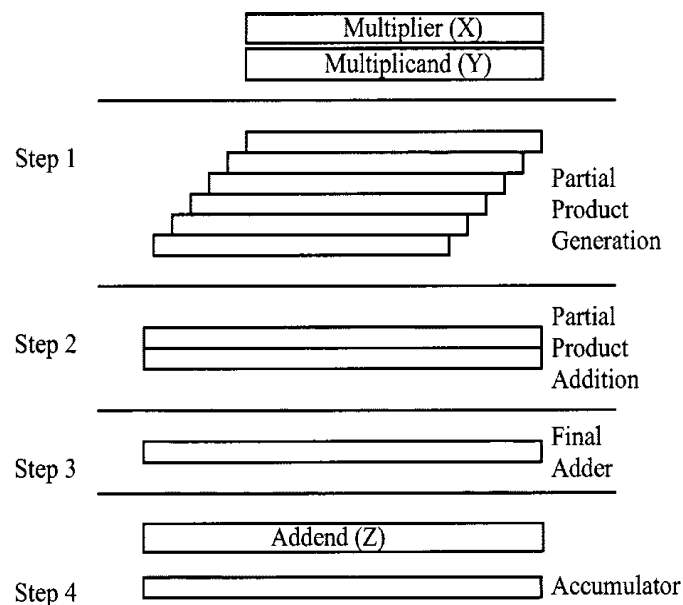 Multiplier (X)
Multiplicand (Y)
Step 1
Partial
Product
Generation
Step 2
Partial
Product
Addition
Step 3
Final
Adder
Addend (Z)
Step 4
Accumulator